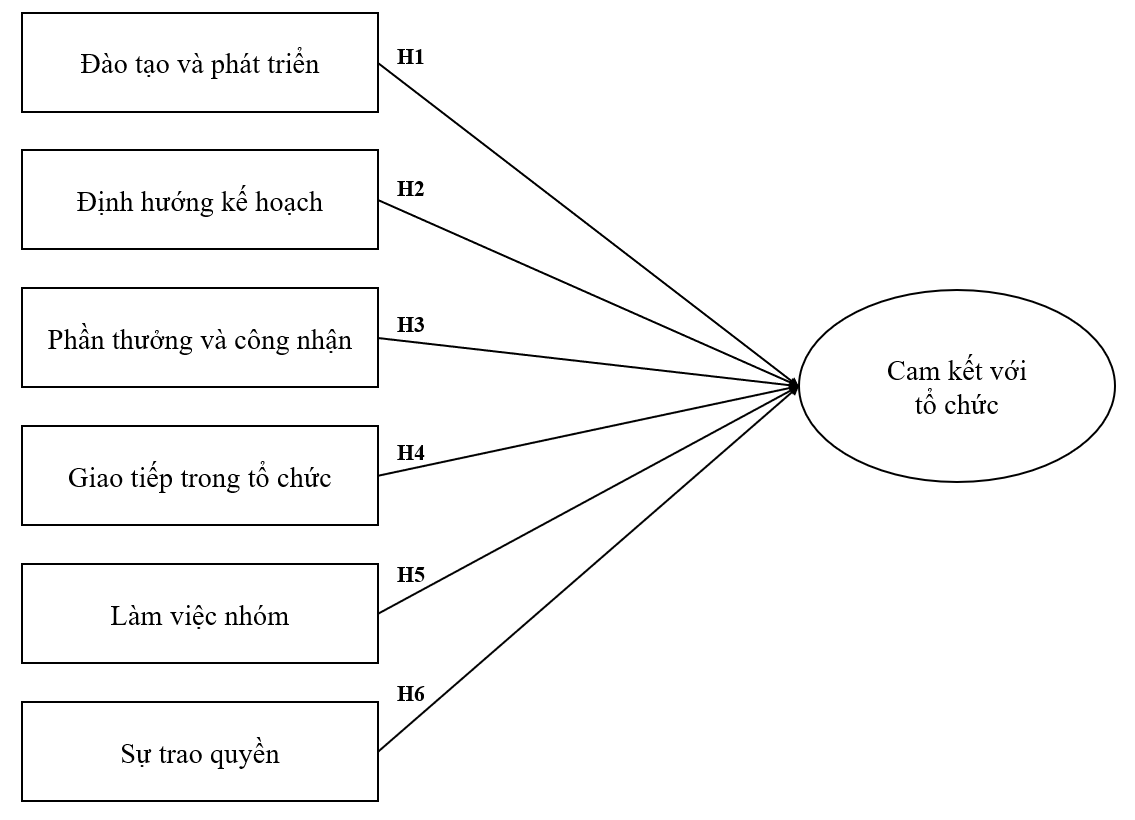 Đào tạo và phát triển
H1
Định hướng kế hoạch
H2
Phần thưởng và công nhận
H3
Giao tiếp trong tổ chức
H4
Làm việc nhóm
H5
Sự trao quyền
H6
Cam kết với
tổ chức